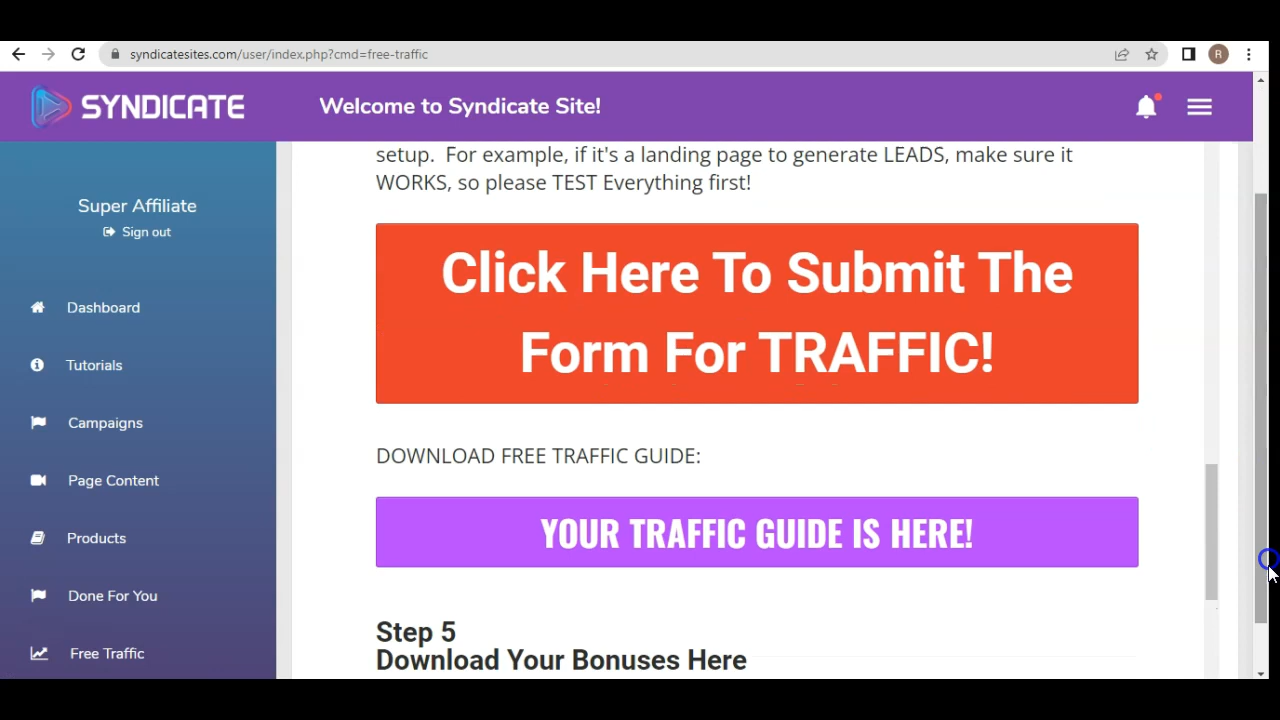 syndicatesites.com/user/index.php?cmd=free-traffic
R
SYNDICATE
Welcome to Syndicate Site!
Super Affiliate
Sign out
Dashboard
Tutorials
Campaigns
Page Content
Products
Done For You
Free Traffic
setup. For example, if it's a landing page to generate LEADS, make sure it
WORKS, so please TEST Everything first!
Click Here To Submit The
Form For TRAFFIC!
DOWNLOAD FREE TRAFFIC GUIDE:
YOUR TRAFFIC GUIDE IS HERE!
Step 5
Download Your Bonuses Here